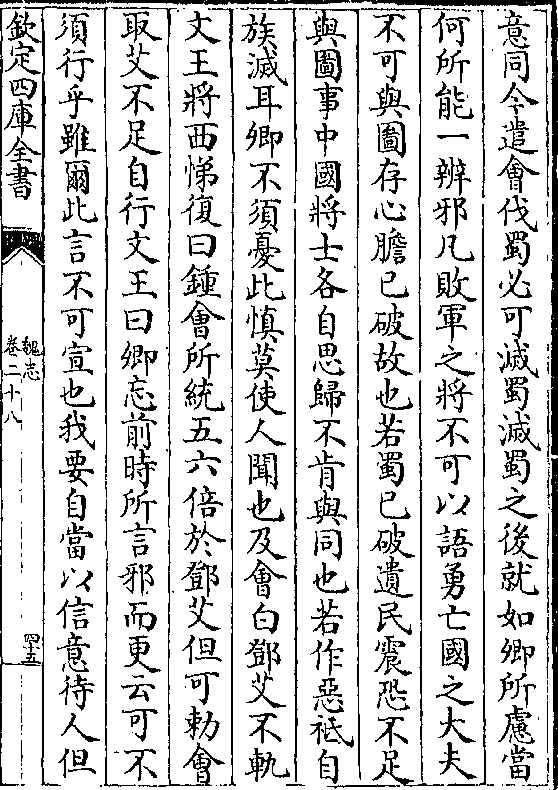 意同今遣會伐蜀必可滅蜀滅蜀之後就如卿所慮當
何所能一辦邪凡敗軍之將不可以語勇亡國之大夫
不可與圖存心膽已破故也若蜀已破遺民震恐不足
與圖事中國將士各自思歸不肯與同也若作惡祗自
族滅耳卿不須憂此慎莫使人聞也及會白鄧艾不軌
文王將西悌復曰鍾會所統五六倍於鄧艾但可勅會
取艾不足自行文王曰卿忘前時所言邪而更云可不
須行乎雖爾此言不可宣也我要自當以信意待人但
欽定四庫全書
魏志
卷二十八
四十五